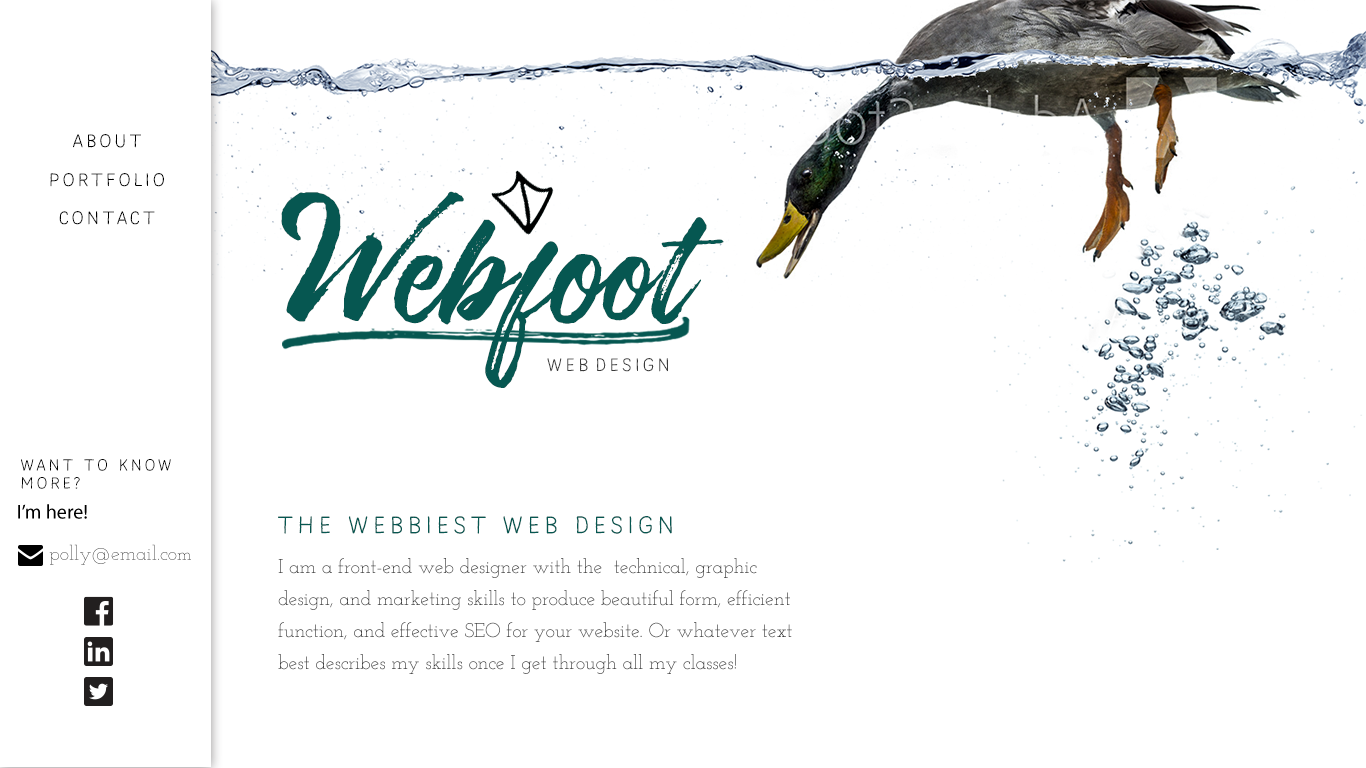 ABOUT
PORTFOLIO
CONTACT
WANT TO KNOW
MORE?
I'm here!
polly@email.com
Webfoot
WEB DESIGN
THE WEBBIEST WEB DESIGN
I am a front-end web designer with the technical, graphic
design, and marketing skills to produce beautiful form, efficient
function, and effective SEO for your website. Or whatever text
best describes my skills once I get through all my classes!